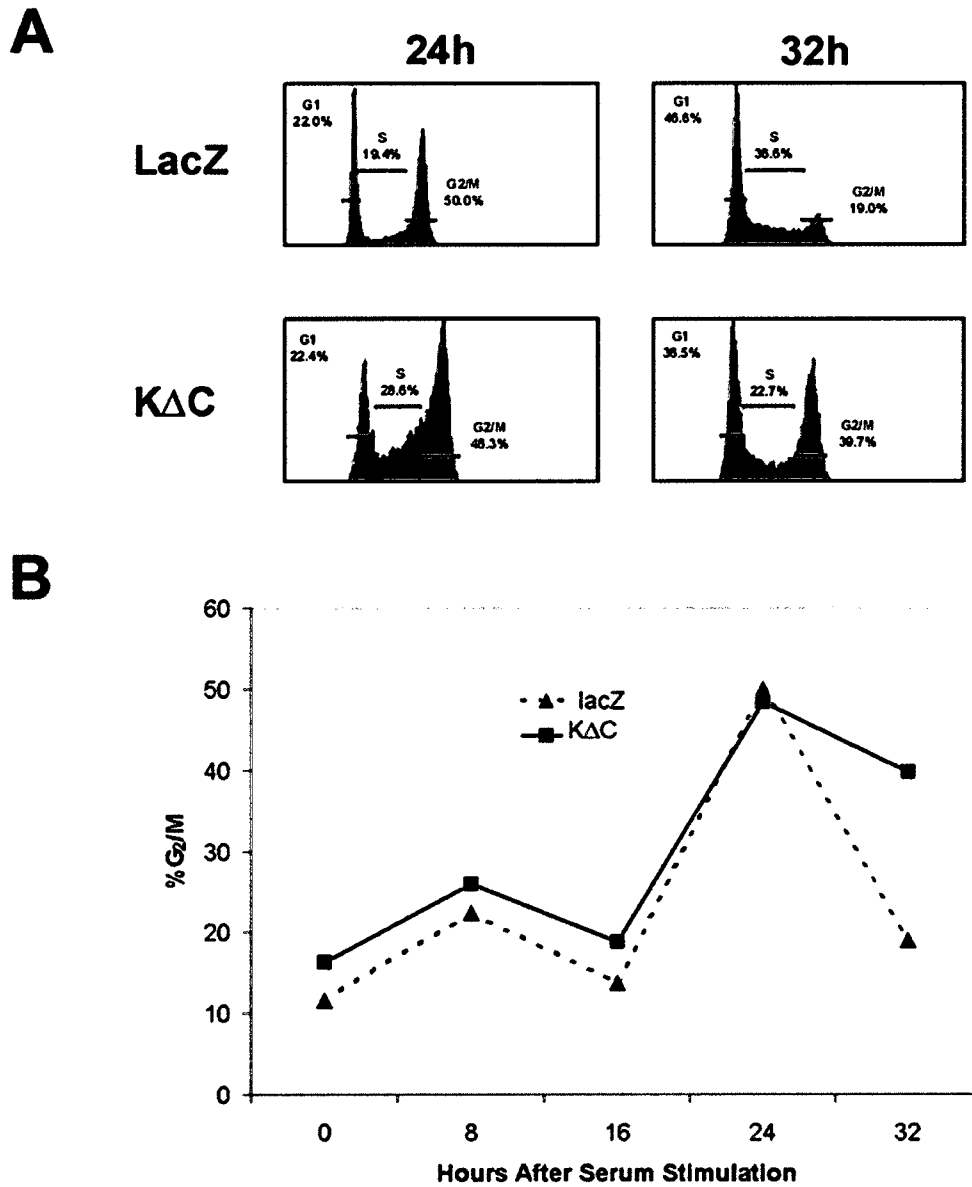 A
24h
32h
LacZ
G1
22.0%
S
19.4%
G2/M
50.0%
G1
46.6%
S
36.6%
G2/M
19.0%
KΔC
G1
22.4%
S
28.6%
G2/M
48.3%
G1
36.5%
S
22.7%
G2/M
39.7%
B
60
50
40
30
20
10
0
%G₂/M
lacZ
KΔC
0
8
16
24
32
Hours After Serum Stimulation